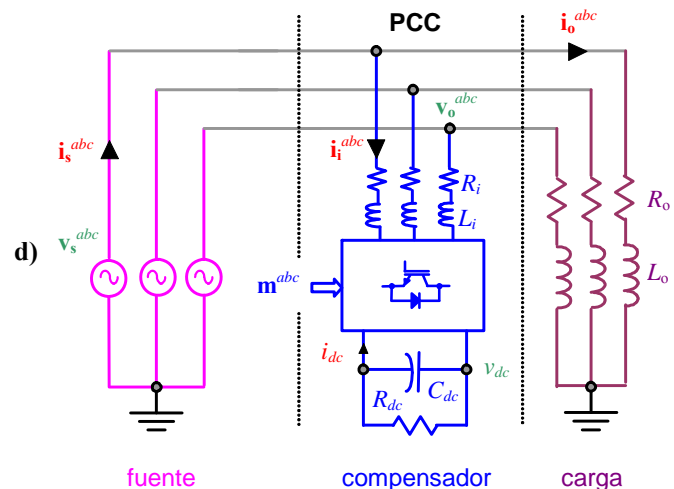 PCC
i_o^abc
v_o^abc
i_s^abc
i_i^abc
R_i
L_i
R_o
v_s^abc
d)
L_o
m^abc
i_dc
v_dc
C_dc
R_dc
fuente
compensador
carga